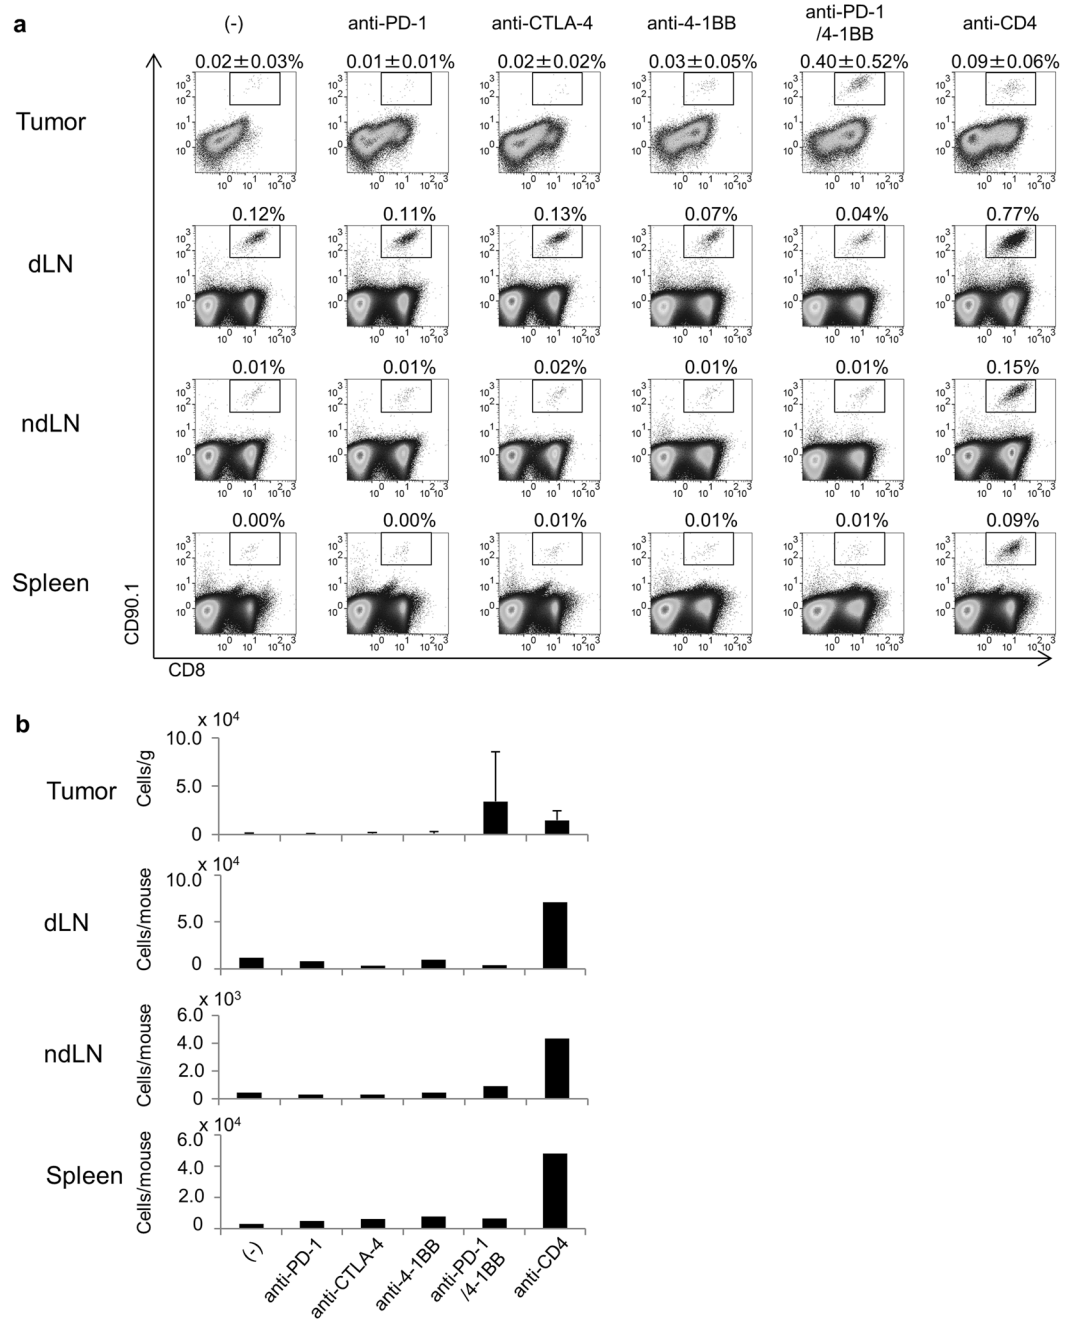 a
(-)
anti-PD-1
anti-CTLA-4
anti-4-1BB
anti-PD-1
/4-1BB
anti-CD4
Tumor
0.02±0.03%
0.01±0.01%
0.02±0.02%
0.03±0.05%
0.40±0.52%
0.09±0.06%
dLN
0.12%
0.11%
0.13%
0.07%
0.04%
0.77%
ndLN
0.01%
0.01%
0.02%
0.01%
0.01%
0.15%
Spleen
0.00%
0.00%
0.01%
0.01%
0.01%
0.09%
CD90.1
CD8
b
x 10⁴
Tumor
Cells/g
10.0
5.0
0
x 10⁴
dLN
Cells/mouse
10.0
5.0
0
x 10³
ndLN
Cells/mouse
6.0
4.0
2.0
0
x 10⁴
Spleen
Cells/mouse
6.0
4.0
2.0
0
(-)
anti-PD-1
anti-CTLA-4
anti-4-1BB
anti-PD-1
/4-1BB
anti-CD4